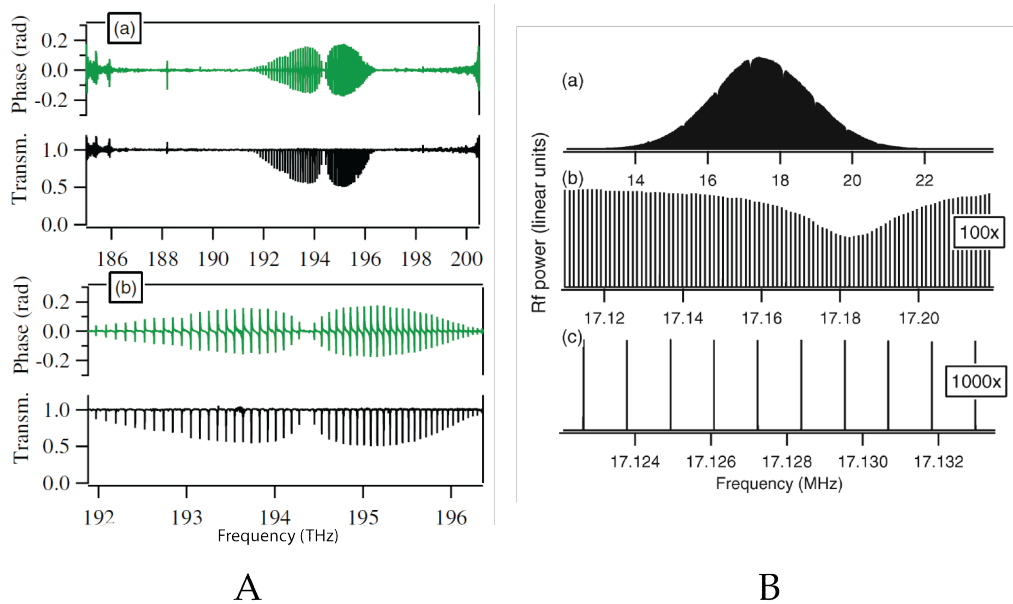 (a)
Phase (rad)
0.2
0.0
-0.2
Transm.
1.0
0.5
0.0
186 188 190 192 194 196 198 200
(b)
Phase (rad)
0.2
0.0
-0.2
Transm.
1.0
0.5
0.0
192 193 194 195 196
Frequency (THz)
A
Rf power (linear units)
(a)
14 16 18 20 22
(b)
100x
17.12 17.14 17.16 17.18 17.20
(c)
1000x
17.124 17.126 17.128 17.130 17.132
Frequency (MHz)
B